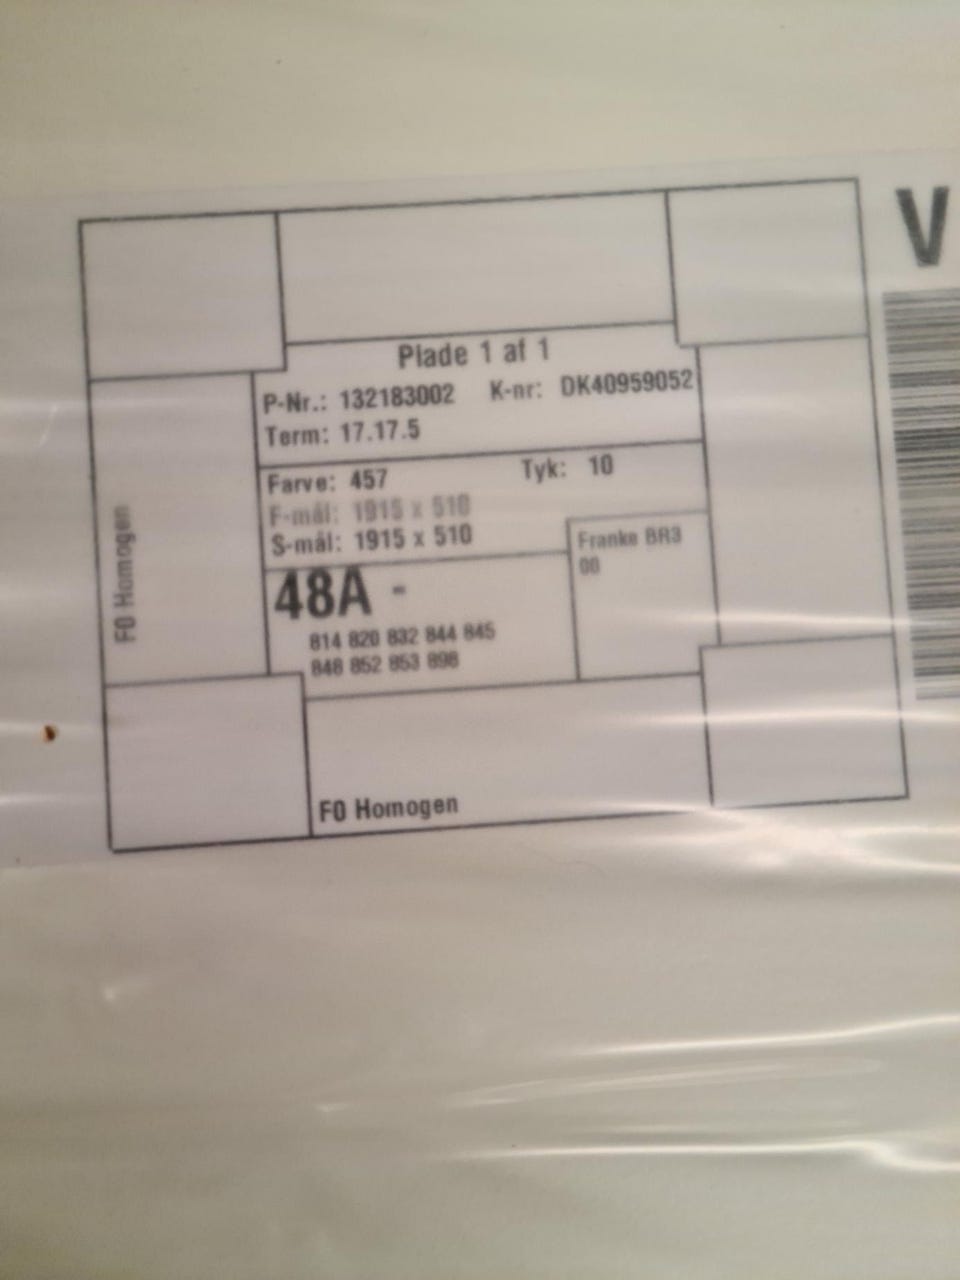 V
Plade 1 af 1
P-Nr.: 132183002 K-nr: DK40959052
Term: 17.17.5
Farve: 457 Tyk: 10
F-mål: 1915 x 510
S-mål: 1915 x 510
Franke BR3
00
48A -
814 820 832 844 845
848 852 853 898
F0 Homogen
F0 Homogen